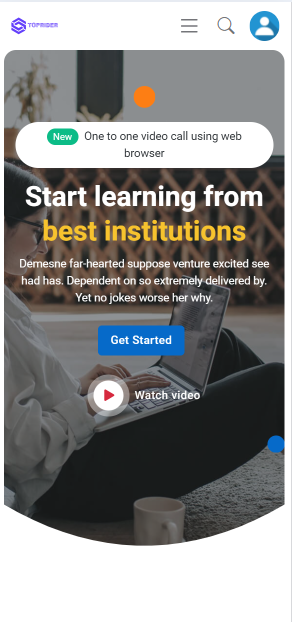 TOPRISER
New One to one video call using web
browser
Start learning from
best institutions
Demesne far-hearted suppose venture excited see
had has. Dependent on so extremely delivered by.
Yet no jokes worse her why.
Get Started
Watch video